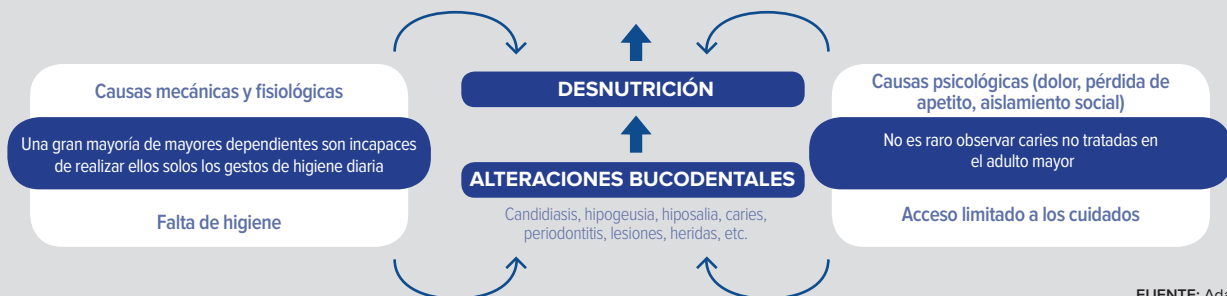 Causas mecánicas y fisiológicas
Una gran mayoría de mayores dependientes son incapaces
de realizar ellos solos los gestos de higiene diaria
Falta de higiene
DESNUTRICIÓN
ALTERACIONES BUCODENTALES
Candidiasis, hipogeusia, hiposalia, caries,
periodontitis, lesiones, heridas, etc.
Causas psicológicas (dolor, pérdida de
apetito, aislamiento social)
No es raro observar caries no tratadas en
el adulto mayor
Acceso limitado a los cuidados
FUENTE: